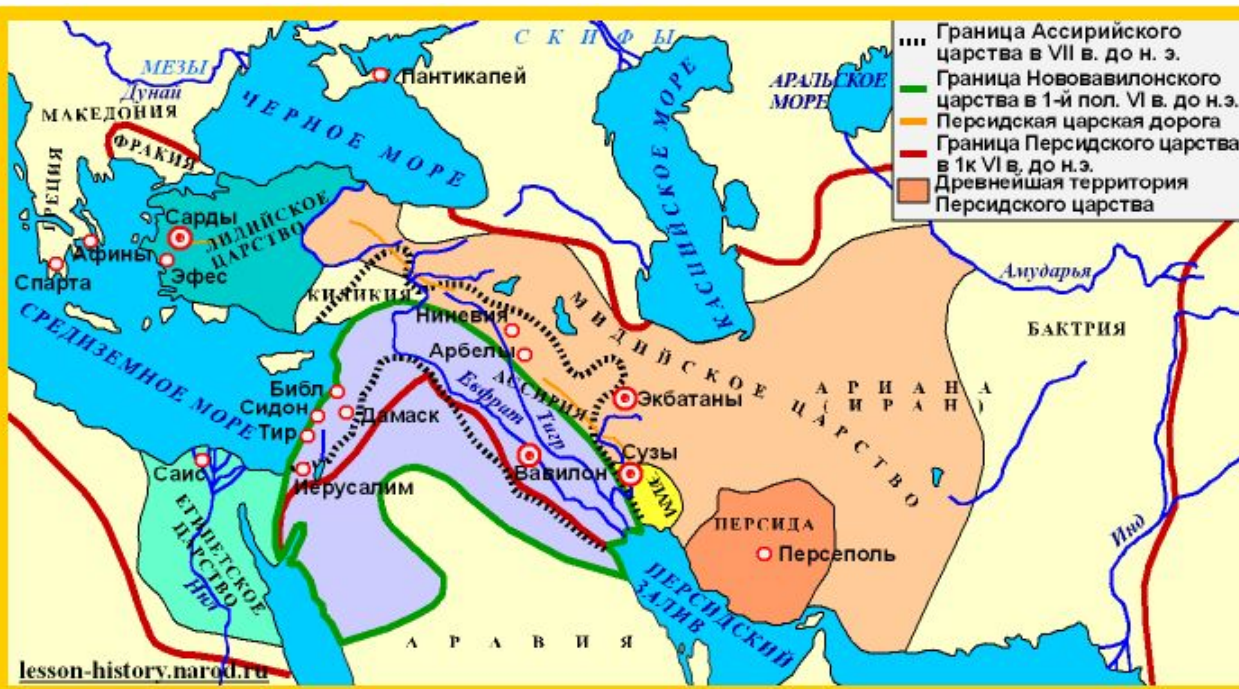 Граница Ассирийского
царства в VII в. до н. э.
Граница Нововавилонского
царства в 1-й пол. VI в. до н.э.
Персидская царская дорога
Граница Персидского царства
в 1к VI в. до н.э.
Древнейшая территория
Персидского царства
СКИФЫ
МЕЗЫ
Дунай
Пантикапей
АРАЛЬСКОЕ
МОРЕ
МАКЕДОНИЯ
ФРАКИЯ
ЧЕРНОЕ МОРЕ
КАСПИЙСКОЕ МОРЕ
ГРЕЦИЯ
Сарды
ЛИДИЙСКОЕ
ЦАРСТВО
Афины
Эфес
Спарта
КИЛИКИЯ
Амударья
БАКТРИЯ
СРЕДИЗЕМНОЕ МОРЕ
Ниневия
Арбелы
АССИРИЯ
МИДИЙСКОЕ ЦАРСТВО
АРИАНА
(ИРАН)
Библ
Сидон
Дамаск
Тир
Евфрат
Тигр
Экбатаны
Саис
Иерусалим
Вавилон
Сузы
ЭЛАМ
ЕГИПЕТСКОЕ
ЦАРСТВО
Нил
ПЕРСИДА
Персеполь
Инд
ПЕРСИДСКИЙ
ЗАЛИВ
АРАВИЯ
lesson-history.narod.ru